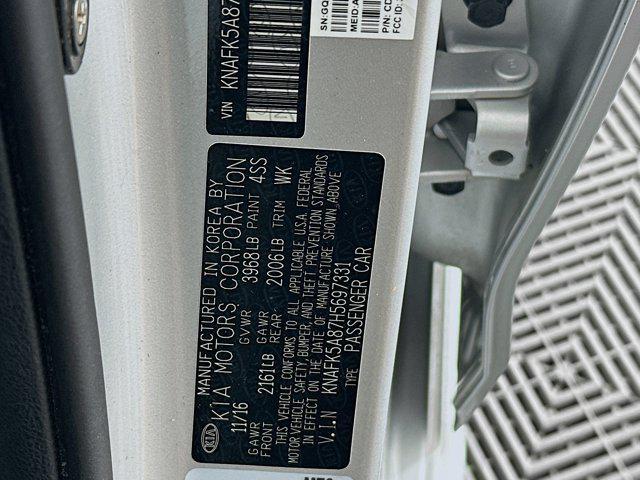 SN:GQ
MEID:A
P/N: CD
FCC ID:
VIN KNAFK5A87
KIA
MANUFACTURED IN KOREA BY
KIA MOTORS CORPORATION
11/16 GVWR 3968LB PAINT 4SS
GAWR FRONT 2161LB GAWR REAR 2006LB TRIM WK
THIS VEHICLE CONFORMS TO ALL APPLICABLE U.S.A. FEDERAL
MOTOR VEHICLE SAFETY BUMPER, AND THEFT PREVENTION STANDARDS
IN EFFECT ON THE DATE OF MANUFACTURE SHOWN ABOVE
V.I.N KNAFK5A87H5697331
TYPE PASSENGER CAR